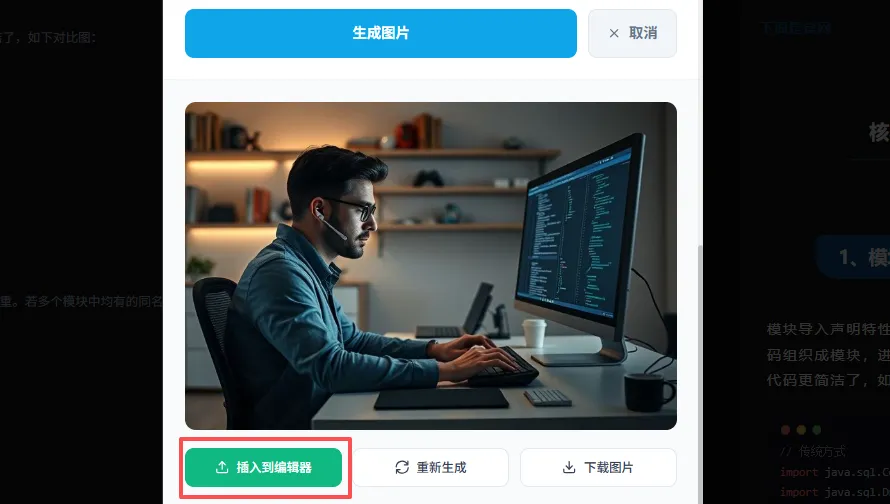 生成图片
取消
了，如下对比图：
核
1、模
重。若多个模块中均有的同名
模块导入声明特性
码组织成模块，进
代码更简洁了，如
// 传统方式
import java.sql.Co
import java.sql.D
插入到编辑器
重新生成
下载图片